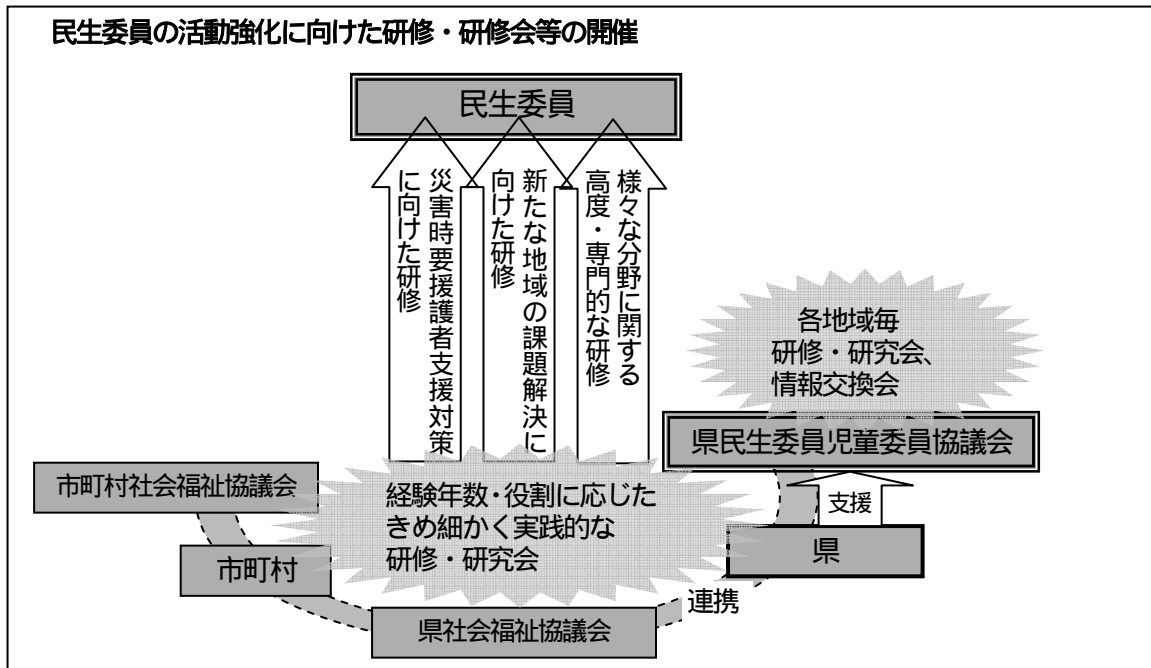 民生委員の活動強化に向けた研修・研修会等の開催
民生委員
災害時要援護者支援対策
に向けた研修
新たな地域の課題解決に
向けた研修
様々な分野に関する
高度・専門的な研修
各地域毎
研修・研究会、
情報交換会
県民生委員児童委員協議会
支援
県
市町村社会福祉協議会
経験年数・役割に応じた
きめ細かく実践的な
研修・研究会
市町村
連携
県社会福祉協議会